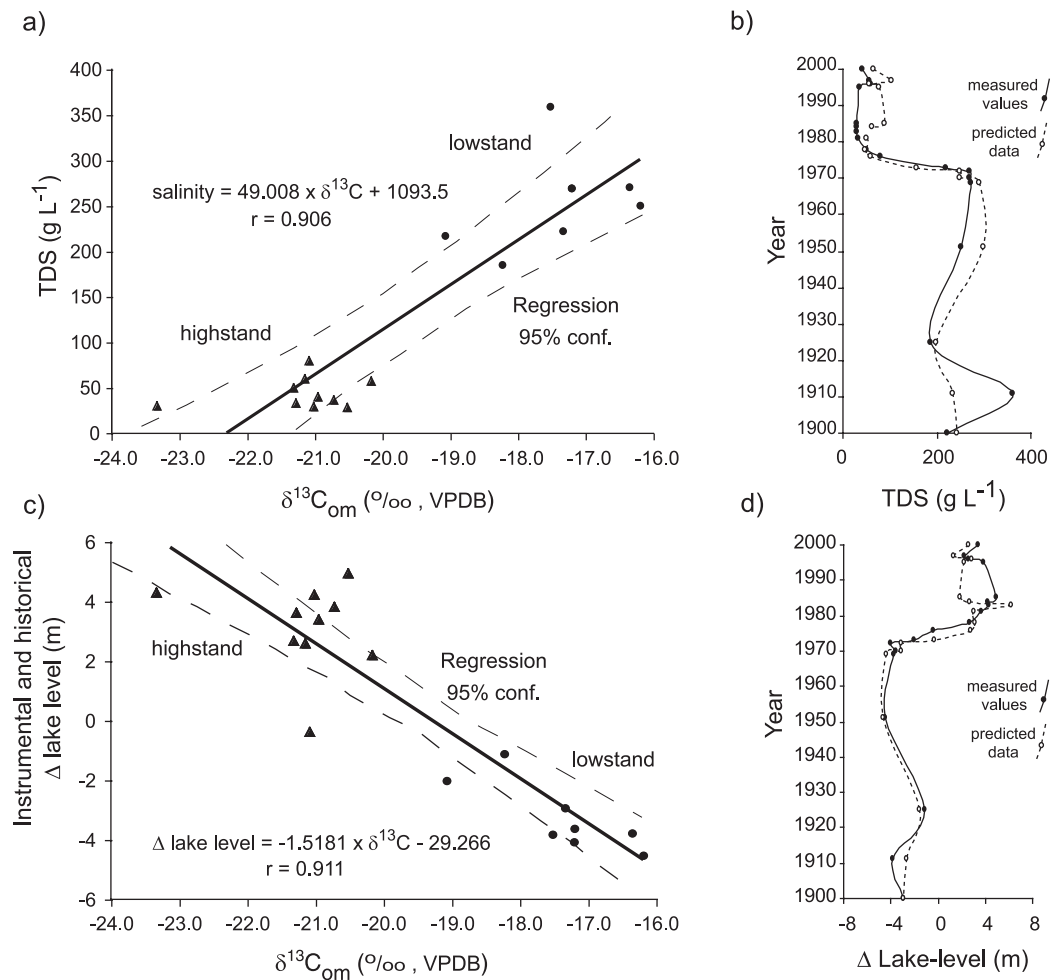 a)
400
350
300
250
200
150
100
50
0
TDS (g L⁻¹)
lowstand
salinity = 49.008 x δ¹³C + 1093.5
r = 0.906
highstand
Regression
95% conf.
-24.0 -23.0 -22.0 -21.0 -20.0 -19.0 -18.0 -17.0 -16.0
δ¹³Com (O/oo , VPDB)
b)
2000
1990
1980
1970
1960
1950
1940
1930
1920
1910
1900
Year
measured
values
predicted
data
0 200 400
TDS (g L⁻¹)
c)
6
4
2
0
-2
-4
-6
Instrumental and historical
Δ lake level (m)
highstand
Regression
95% conf.
lowstand
Δ lake level = -1.5181 x δ¹³C - 29.266
r = 0.911
-24.0 -23.0 -22.0 -21.0 -20.0 -19.0 -18.0 -17.0 -16.0
δ¹³Com (O/oo , VPDB)
d)
2000
1990
1980
1970
1960
1950
1940
1930
1920
1910
1900
Year
measured
values
predicted
data
-8 -4 0 4 8
Δ Lake-level (m)